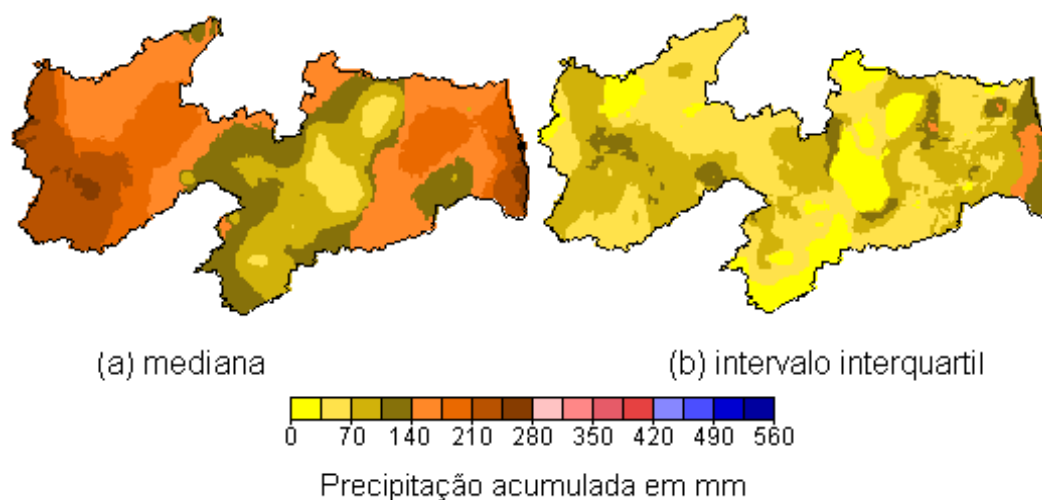 (a) mediana
(b) intervalo interquartil
0 70 140 210 280 350 420 490 560
Precipitação acumulada em mm